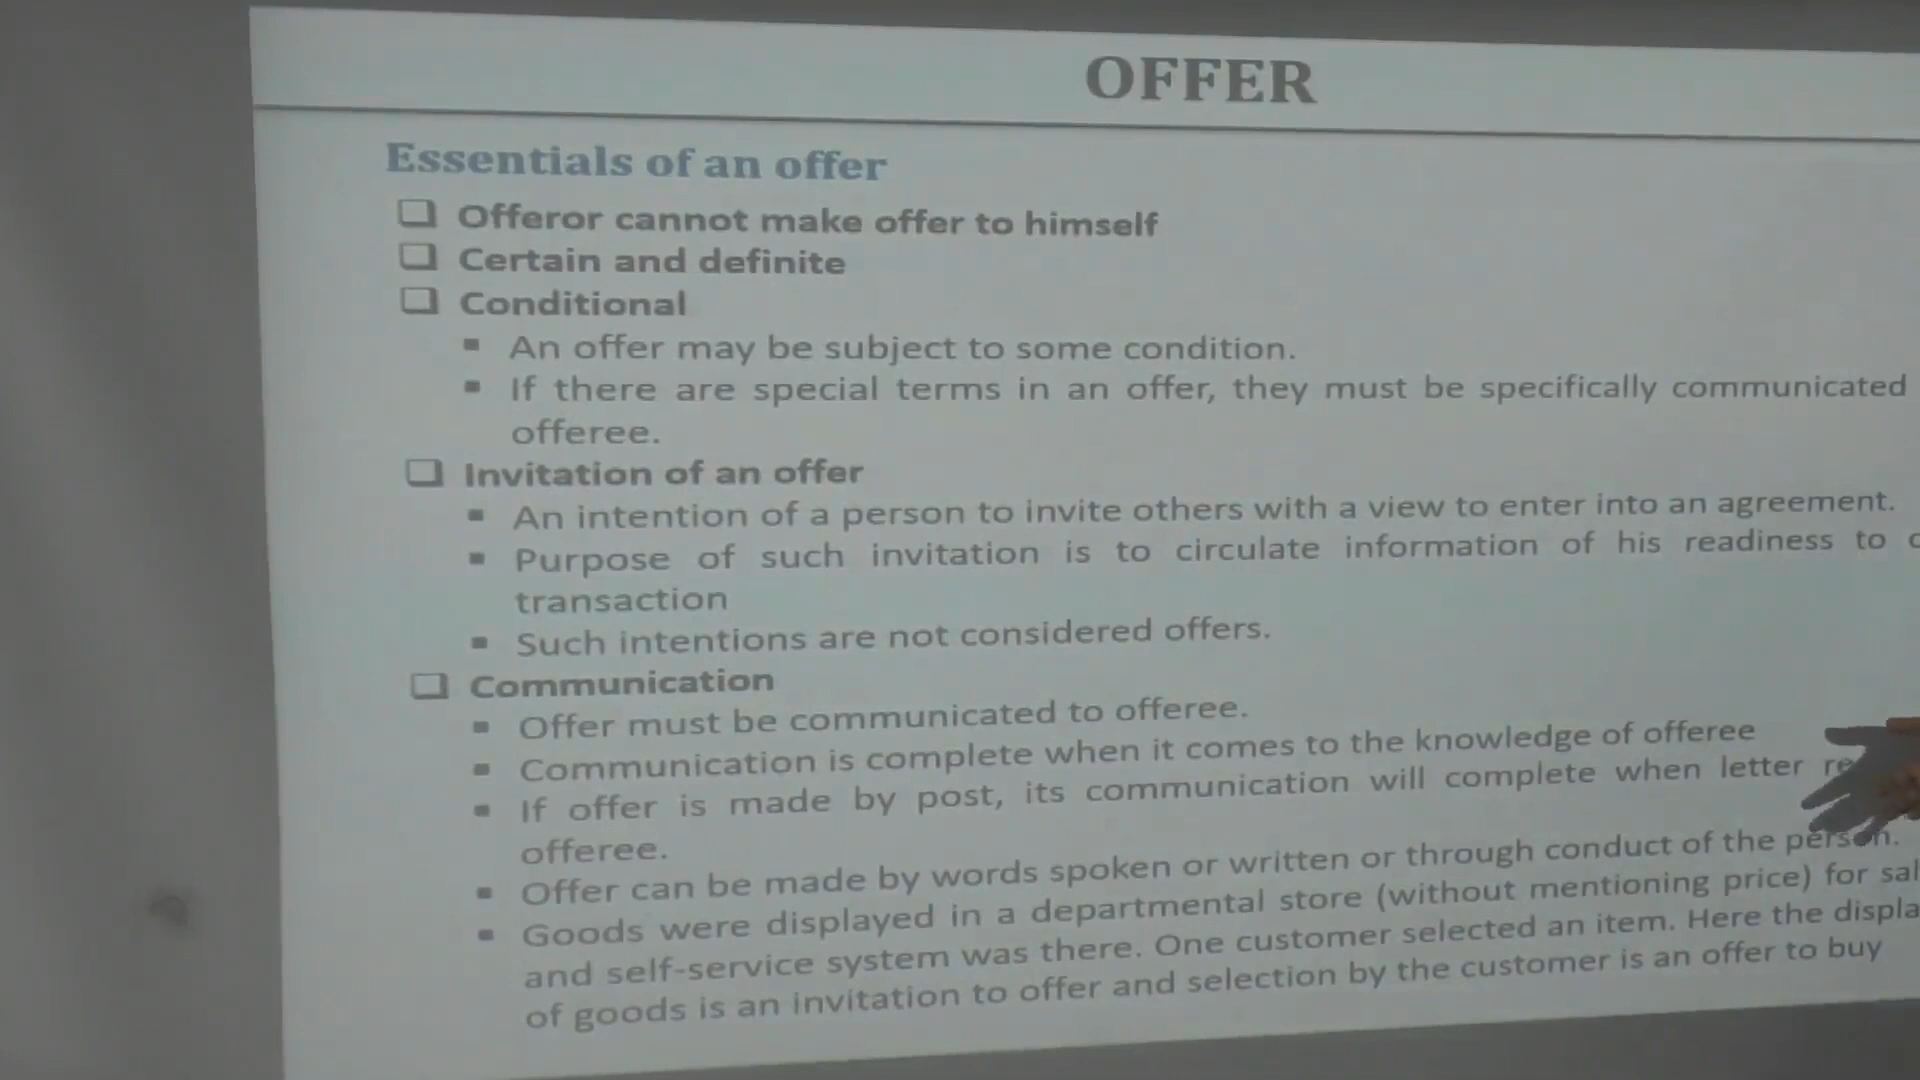 OFFER
Essentials of an offer
Offeror cannot make offer to himself
Certain and definite
Conditional
An offer may be subject to some condition.
If there are special terms in an offer, they must be specifically communicated
offeree.
Invitation of an offer
An intention of a person to invite others with a view to enter into an agreement.
Purpose of such invitation is to circulate information of his readiness to
transaction
Such intentions are not considered offers.
Communication
Offer must be communicated to offeree.
Communication is complete when it comes to the knowledge of offeree
If offer is made by post, its communication will complete when letter
offeree.
Offer can be made by words spoken or written or through conduct of the person.
Goods were displayed in a departmental store (without mentioning price) for
and self-service system was there. One customer selected an item. Here the
of goods is an invitation to offer and selection by the customer is an offer to buy